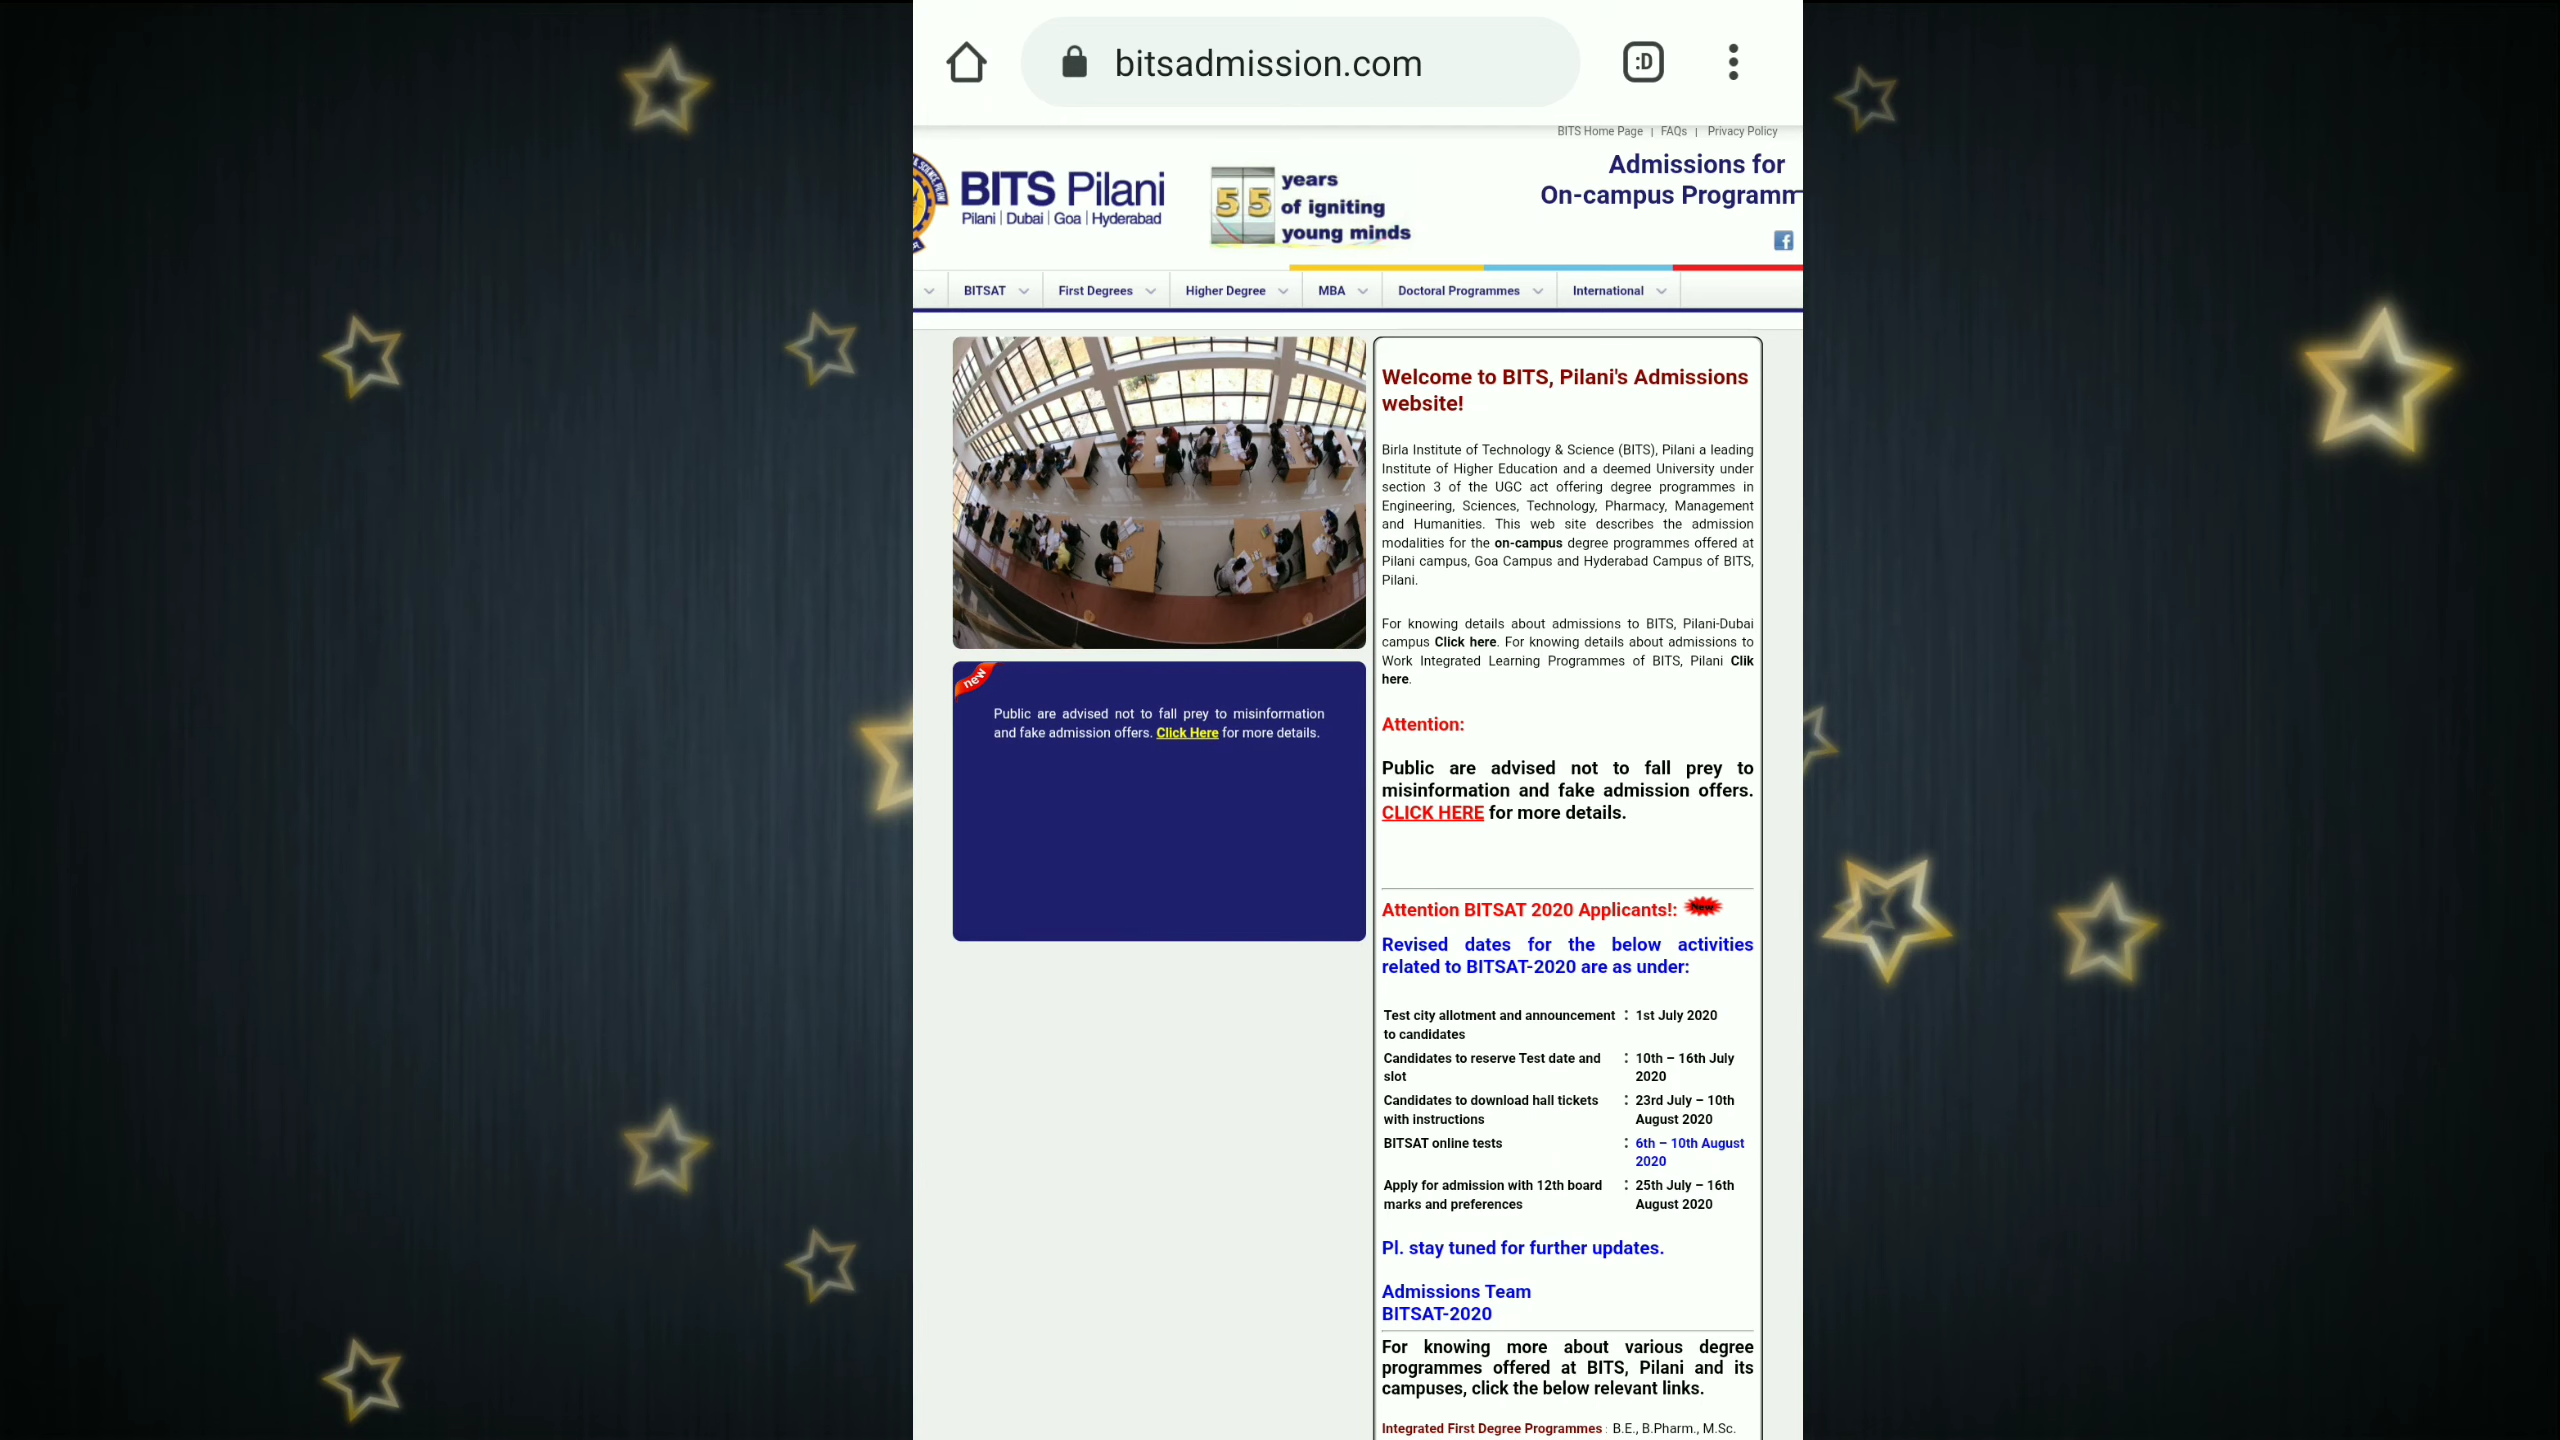 bitsadmission.com
:D
BITS Home Page | FAQs | Privacy Policy
BITS Pilani
Pilani | Dubai | Goa | Hyderabad
55
years
of igniting
young minds
Admissions for
On-campus Programm
BITSAT
First Degrees
Higher Degree
MBA
Doctoral Programmes
International
new
Public are advised not to fall prey to misinformation
and fake admission offers. Click Here for more details.
Welcome to BITS, Pilani's Admissions
website!
Birla Institute of Technology & Science (BITS), Pilani a leading
Institute of Higher Education and a deemed University under
section 3 of the UGC act offering degree programmes in
Engineering, Sciences, Technology, Pharmacy, Management
and Humanities. This web site describes the admission
modalities for the on-campus degree programmes offered at
Pilani campus, Goa Campus and Hyderabad Campus of BITS,
Pilani.
For knowing details about admissions to BITS, Pilani-Dubai
campus Click here. For knowing details about admissions to
Work Integrated Learning Programmes of BITS, Pilani Clik
here.
Attention:
Public are advised not to fall prey to
misinformation and fake admission offers.
CLICK HERE for more details.
Attention BITSAT 2020 Applicants!: New
Revised dates for the below activities
related to BITSAT-2020 are as under:
Test city allotment and announcement : 1st July 2020
to candidates
Candidates to reserve Test date and : 10th – 16th July
slot 2020
Candidates to download hall tickets : 23rd July – 10th
with instructions August 2020
BITSAT online tests : 6th – 10th August
2020
Apply for admission with 12th board : 25th July – 16th
marks and preferences August 2020
Pl. stay tuned for further updates.
Admissions Team
BITSAT-2020
For knowing more about various degree
programmes offered at BITS, Pilani and its
campuses, click the below relevant links.
Integrated First Degree Programmes : B.E., B.Pharm., M.Sc.